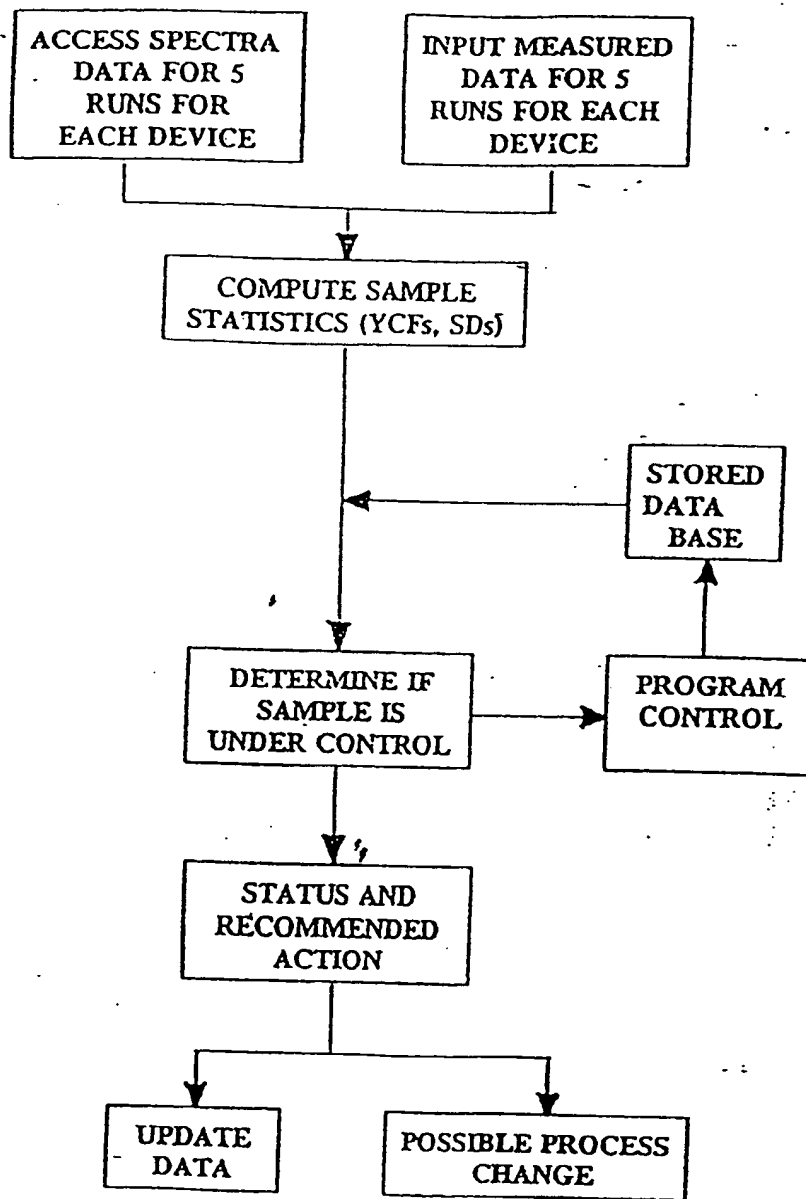 ACCESS SPECTRA
DATA FOR 5
RUNS FOR
EACH DEVICE
INPUT MEASURED
DATA FOR 5
RUNS FOR EACH
DEVICE
COMPUTE SAMPLE
STATISTICS (YCFs, SDs)
STORED
DATA
BASE
DETERMINE IF
SAMPLE IS
UNDER CONTROL
PROGRAM
CONTROL
STATUS AND
RECOMMENDED
ACTION
UPDATE
DATA
POSSIBLE PROCESS
CHANGE